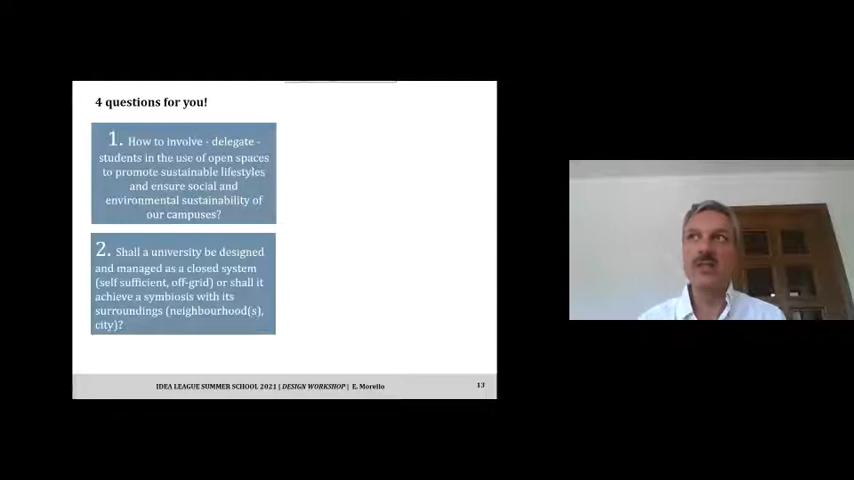 4 questions for you!
1. How to involve - delegate -
students in the use of open spaces
to promote sustainable lifestyles
and ensure social and
environmental sustainability of
our campuses?
2. Shall a university be designed
and managed as a closed system
(self sufficient, off-grid) or shall it
achieve a symbiosis with its
surroundings (neighbourhood(s),
city)?
IDEA LEAGUE SUMMER SCHOOL 2021 | DESIGN WORKSHOP | E. Morello
13